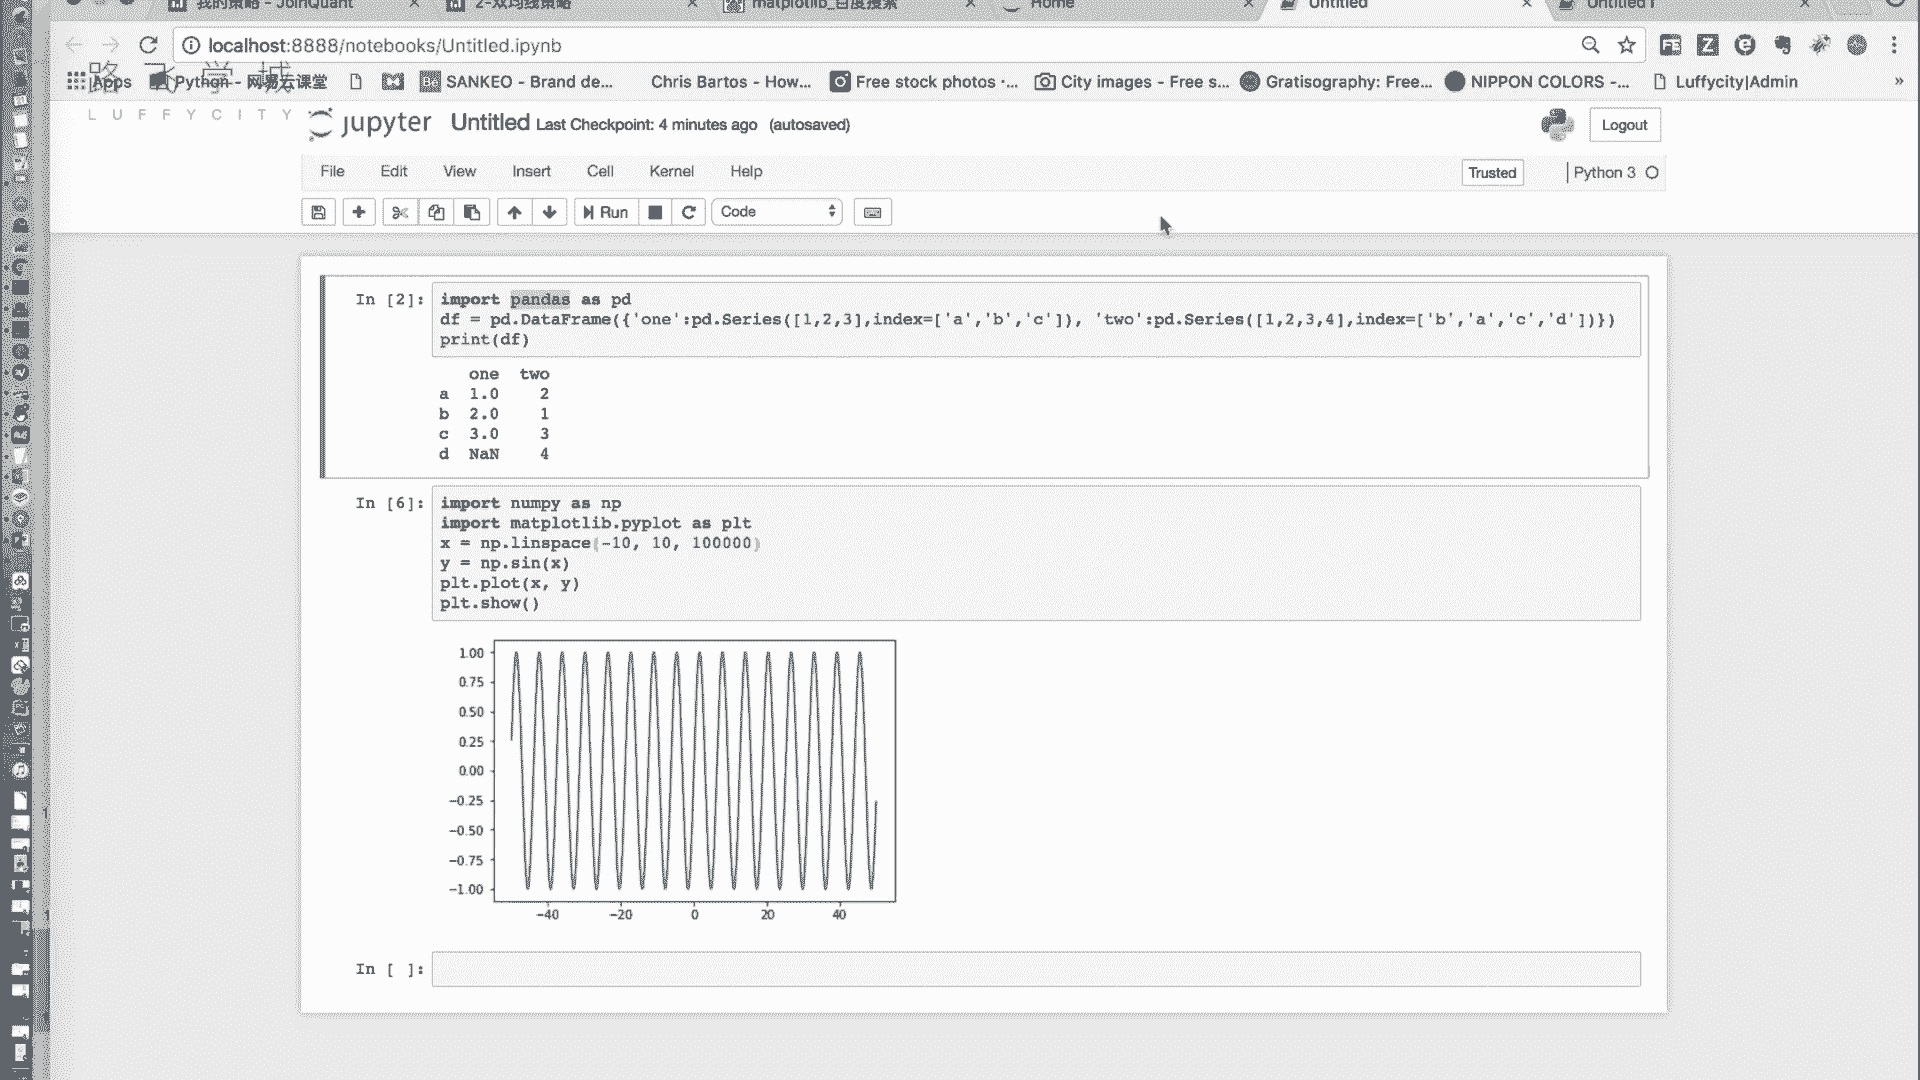 我的策略 - JoinQuant
2-双均线策略
matplotlib_百度搜索
Home
Untitled
Untitled1
localhost:8888/notebooks/Untitled.ipynb
路飞学城
Apps
Python - 网易云课堂
SANKEO - Brand de...
Chris Bartos - How...
Free stock photos ·...
City images - Free s...
Gratisography: Free...
NIPPON COLORS -...
Luffycity|Admin
»
LUFFYCITY
jupyter Untitled Last Checkpoint: 4 minutes ago (autosaved)
Logout
File Edit View Insert Cell Kernel Help
Trusted
Python 3
Run
Code
In [2]: import pandas as pd
df = pd.DataFrame({'one':pd.Series([1,2,3],index=['a','b','c']), 'two':pd.Series([1,2,3,4],index=['b','a','c','d'])})
print(df)
one two
a 1.0 2
b 2.0 1
c 3.0 3
d NaN 4
In [6]: import numpy as np
import matplotlib.pyplot as plt
x = np.linspace(-10, 10, 100000)
y = np.sin(x)
plt.plot(x, y)
plt.show()
1.00
0.75
0.50
0.25
0.00
−0.25
−0.50
−0.75
−1.00
−40 −20 0 20 40
In [ ]: